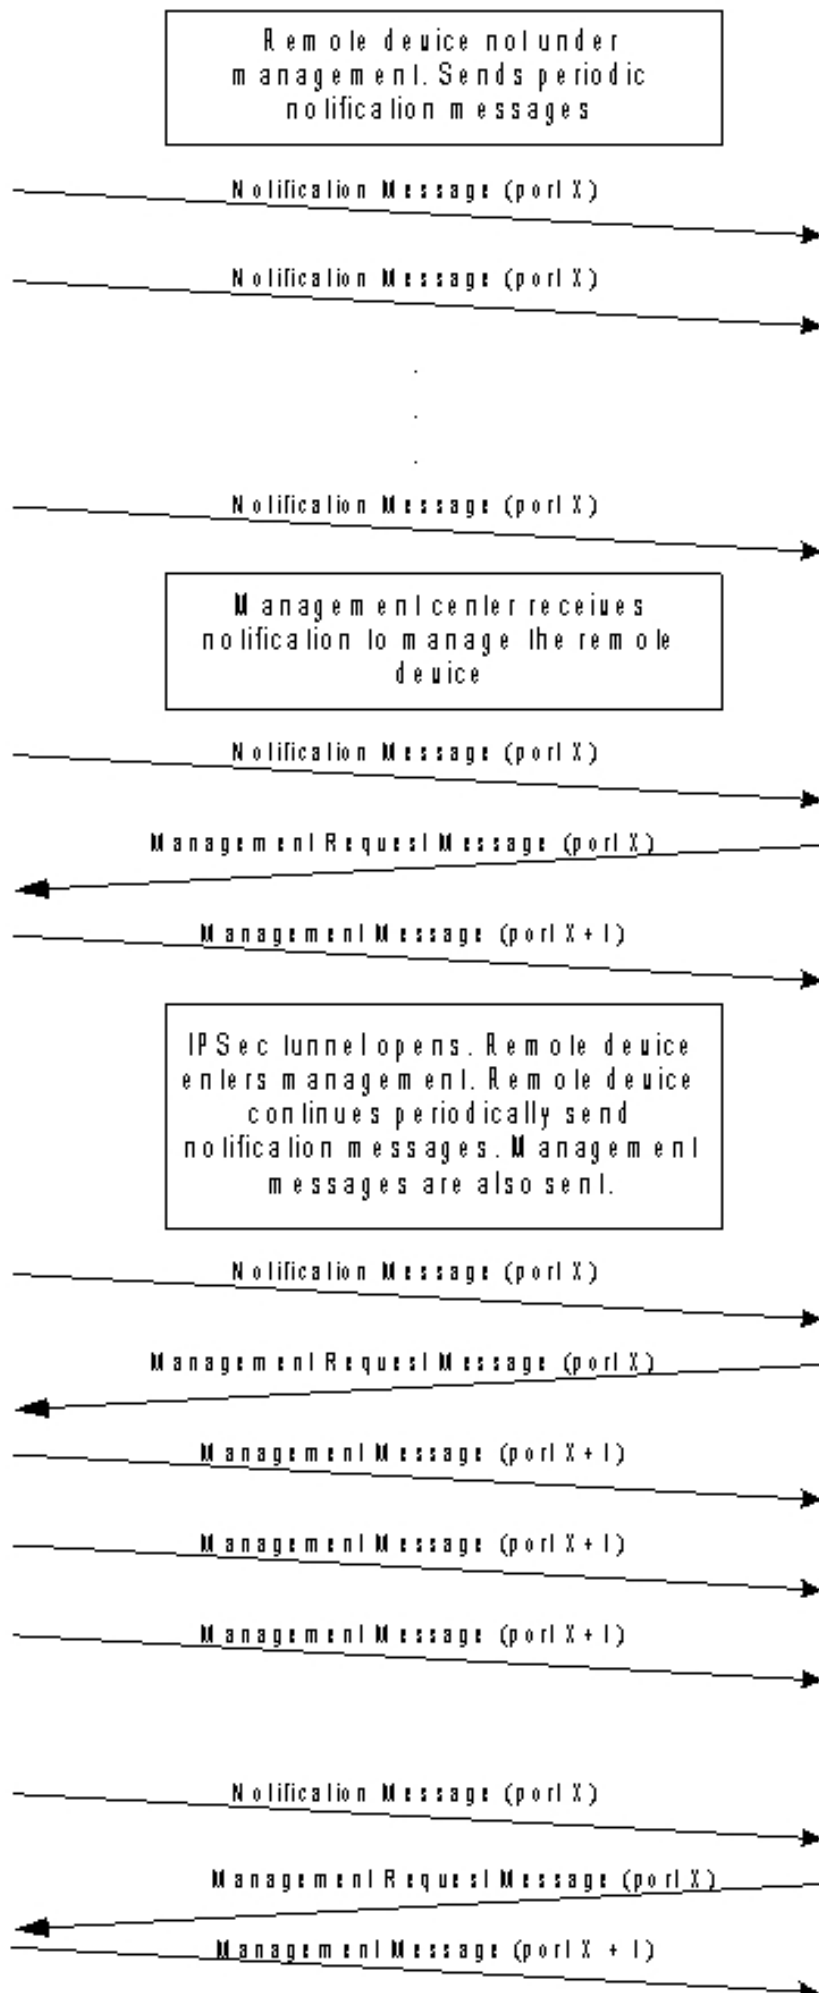 Remote device not under
management. Sends periodic
notification messages
Notification Message (port X)
Notification Message (port X)
.
.
.
Notification Message (port X)
Management center receives
notification to manage the remote
device
Notification Message (port X)
Management Request Message (port X)
Management Message (port X+1)
IPSec tunnel opens. Remote device
enters management. Remote device
continues periodically send
notification messages. Management
messages are also sent.
Notification Message (port X)
Management Request Message (port X)
Management Message (port X+1)
Management Message (port X+1)
Management Message (port X+1)
Notification Message (port X)
Management Request Message (port X)
Management Message (port X + 1)